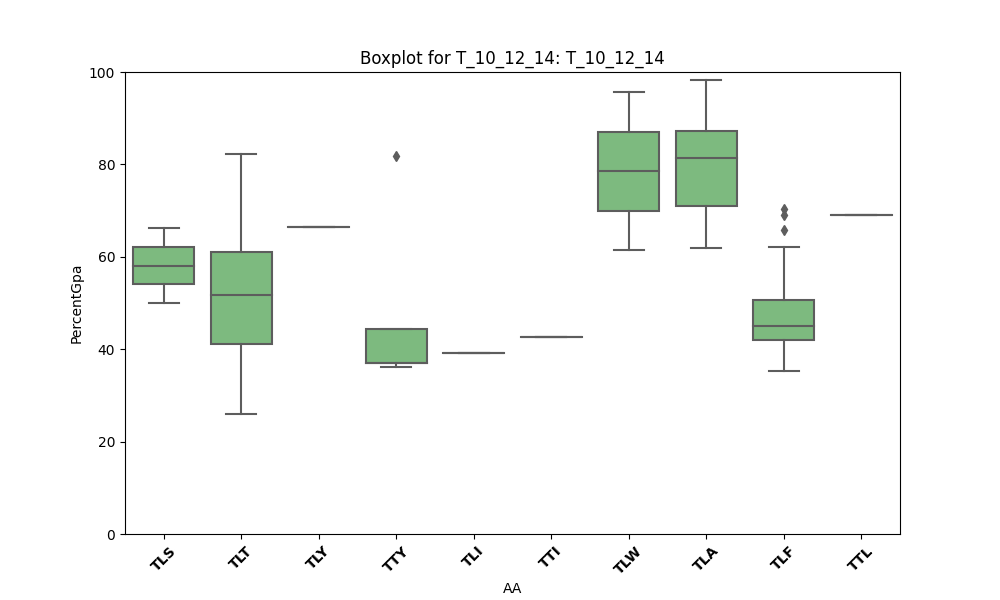 Boxplot for T_10_12_14: T_10_12_14
PercentGpa
100
80
60
40
20
0
TLS TLT TLY TTY TLI TTI TLW TLA TLF TTL
AA